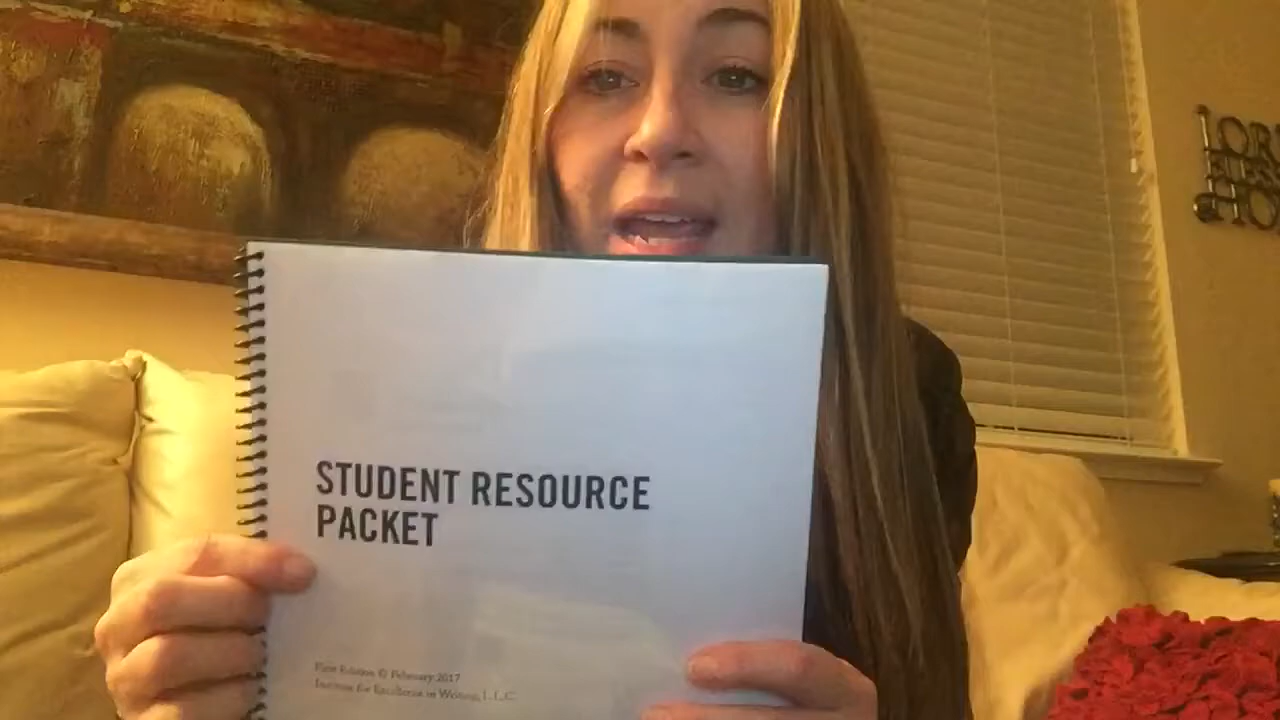 STUDENT RESOURCE
PACKET
First Edition © February 2017
Institute for Excellence in Writing, L.L.C.